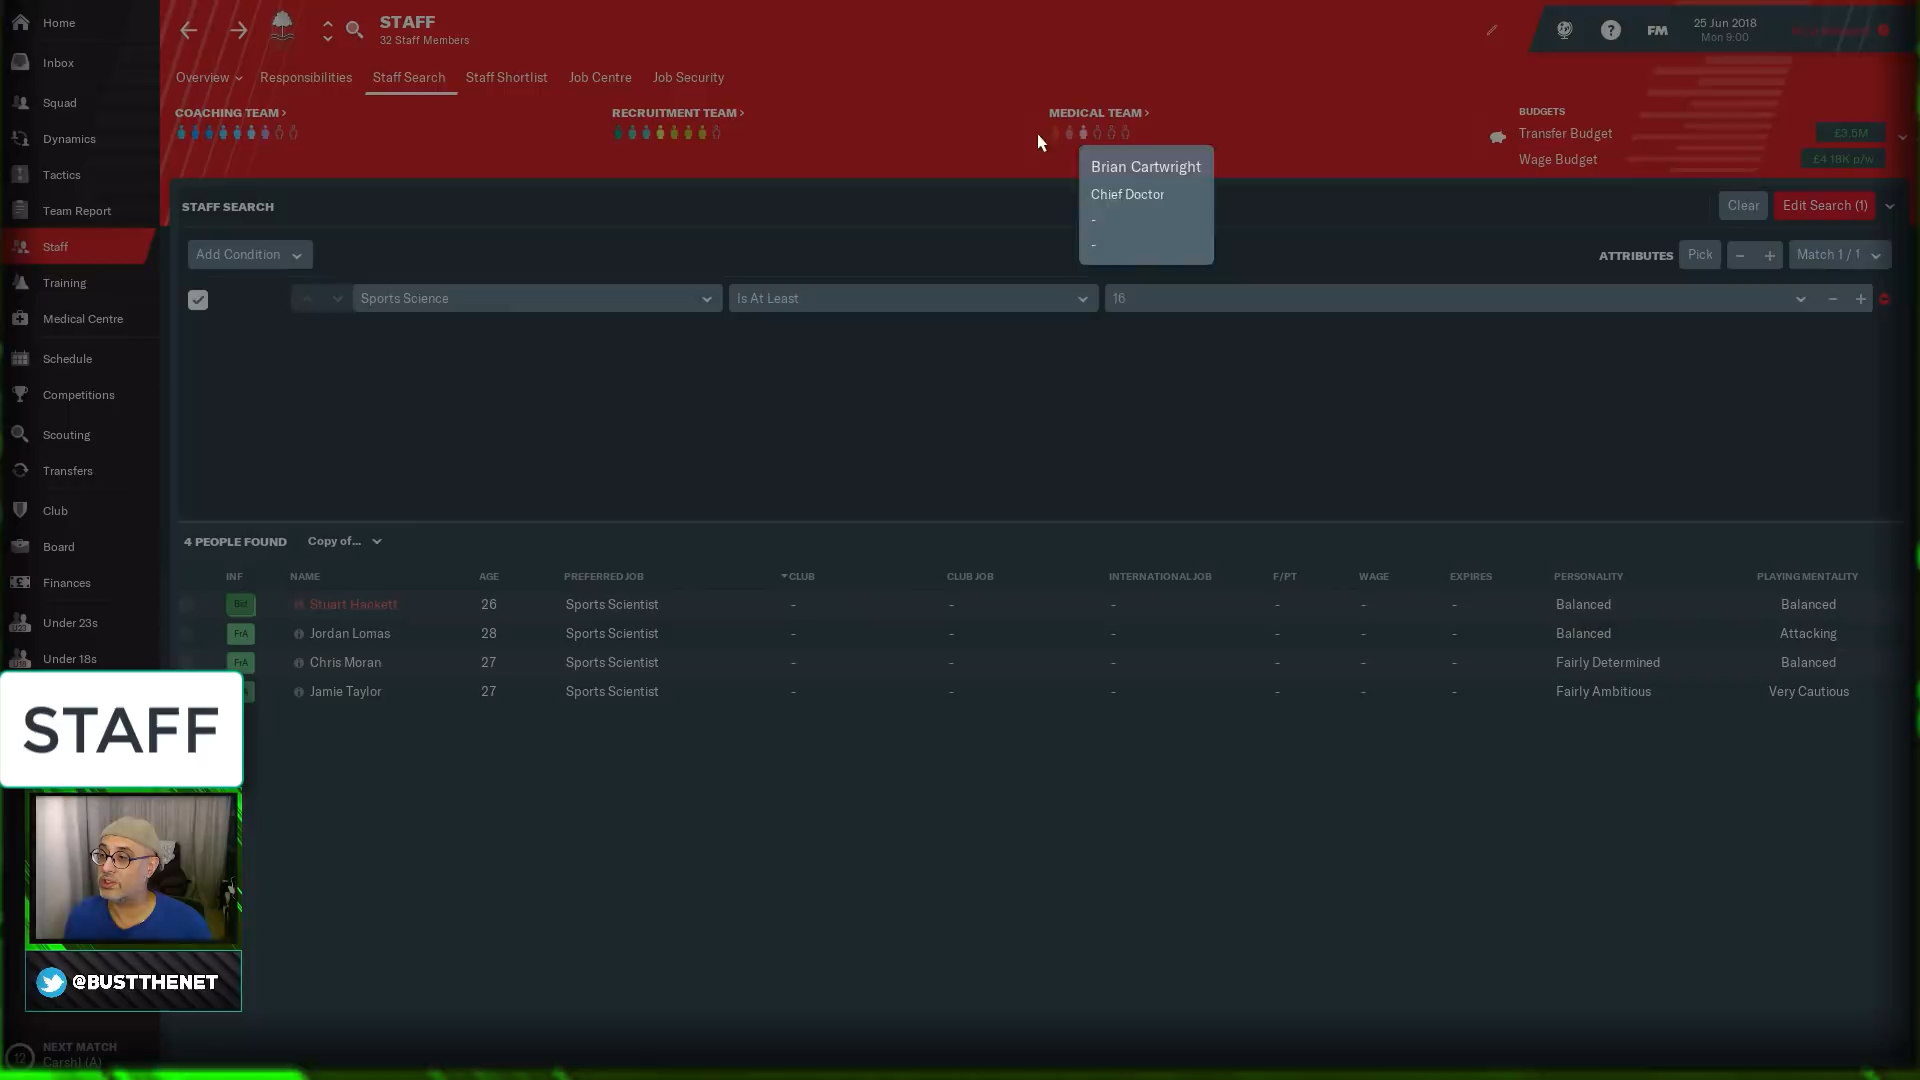 Home
Inbox
Squad
Dynamics
Tactics
Team Report
Staff
Training
Medical Centre
Schedule
Competitions
Scouting
Transfers
Club
Board
Finances
Under 23s
Under 18s
STAFF
32 Staff Members
FM
25 Jun 2018
Mon 9:00
Overview
Responsibilities
Staff Search
Staff Shortlist
Job Centre
Job Security
COACHING TEAM >
RECRUITMENT TEAM >
MEDICAL TEAM >
BUDGETS
Transfer Budget £3.5M
Wage Budget £4.18K p/w
Brian Cartwright
Chief Doctor
-
-
STAFF SEARCH
Clear
Edit Search (1)
Add Condition
ATTRIBUTES
Pick
Match 1 / 1
Sports Science
Is At Least
16
4 PEOPLE FOUND
Copy of...
INF NAME AGE PREFERRED JOB CLUB CLUB JOB INTERNATIONAL JOB F/PT WAGE EXPIRES PERSONALITY PLAYING MENTALITY
Bid Stuart Hackett 26 Sports Scientist - - - - - - Balanced Balanced
FrA Jordan Lomas 28 Sports Scientist - - - - - - Balanced Attacking
FrA Chris Moran 27 Sports Scientist - - - - - - Fairly Determined Balanced
Jamie Taylor 27 Sports Scientist - - - - - - Fairly Ambitious Very Cautious
STAFF
@BUSTTHENET
12
NEXT MATCH
Carshl (A)